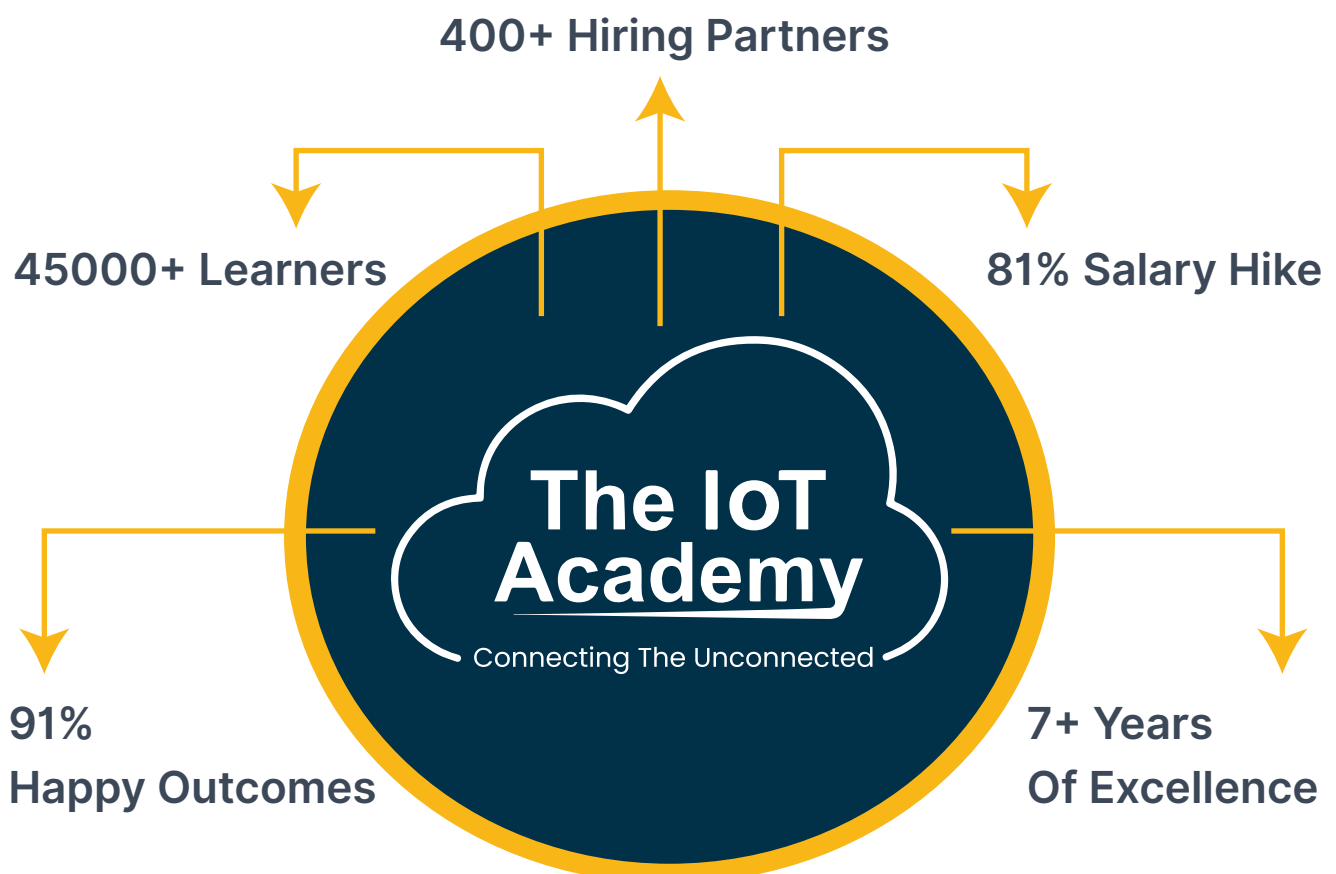 400+ Hiring Partners
45000+ Learners
81% Salary Hike
The IoT
Academy
Connecting The Unconnected
91%
Happy Outcomes
7+ Years
Of Excellence